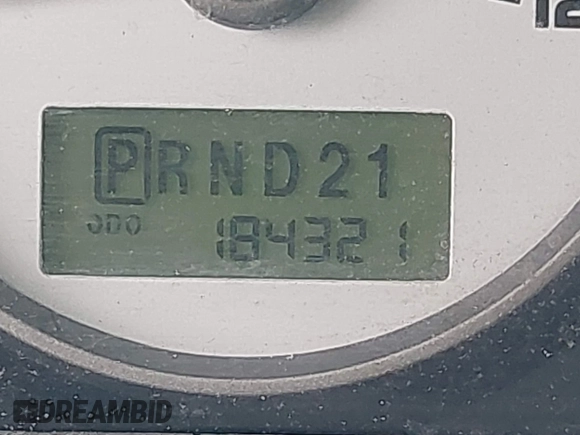 PRND21
ODO 184321
DREAMBID